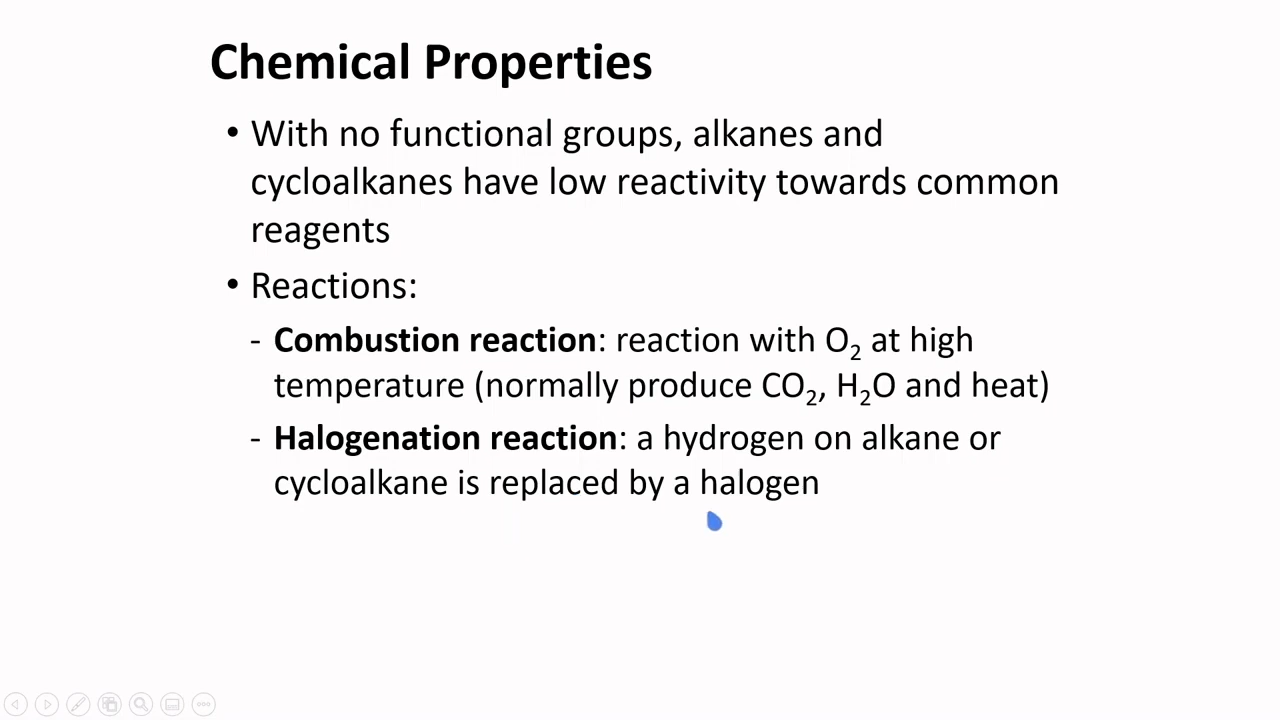 Chemical Properties
• With no functional groups, alkanes and
cycloalkanes have low reactivity towards common
reagents
• Reactions:
- Combustion reaction: reaction with O₂ at high
temperature (normally produce CO₂, H₂O and heat)
- Halogenation reaction: a hydrogen on alkane or
cycloalkane is replaced by a halogen